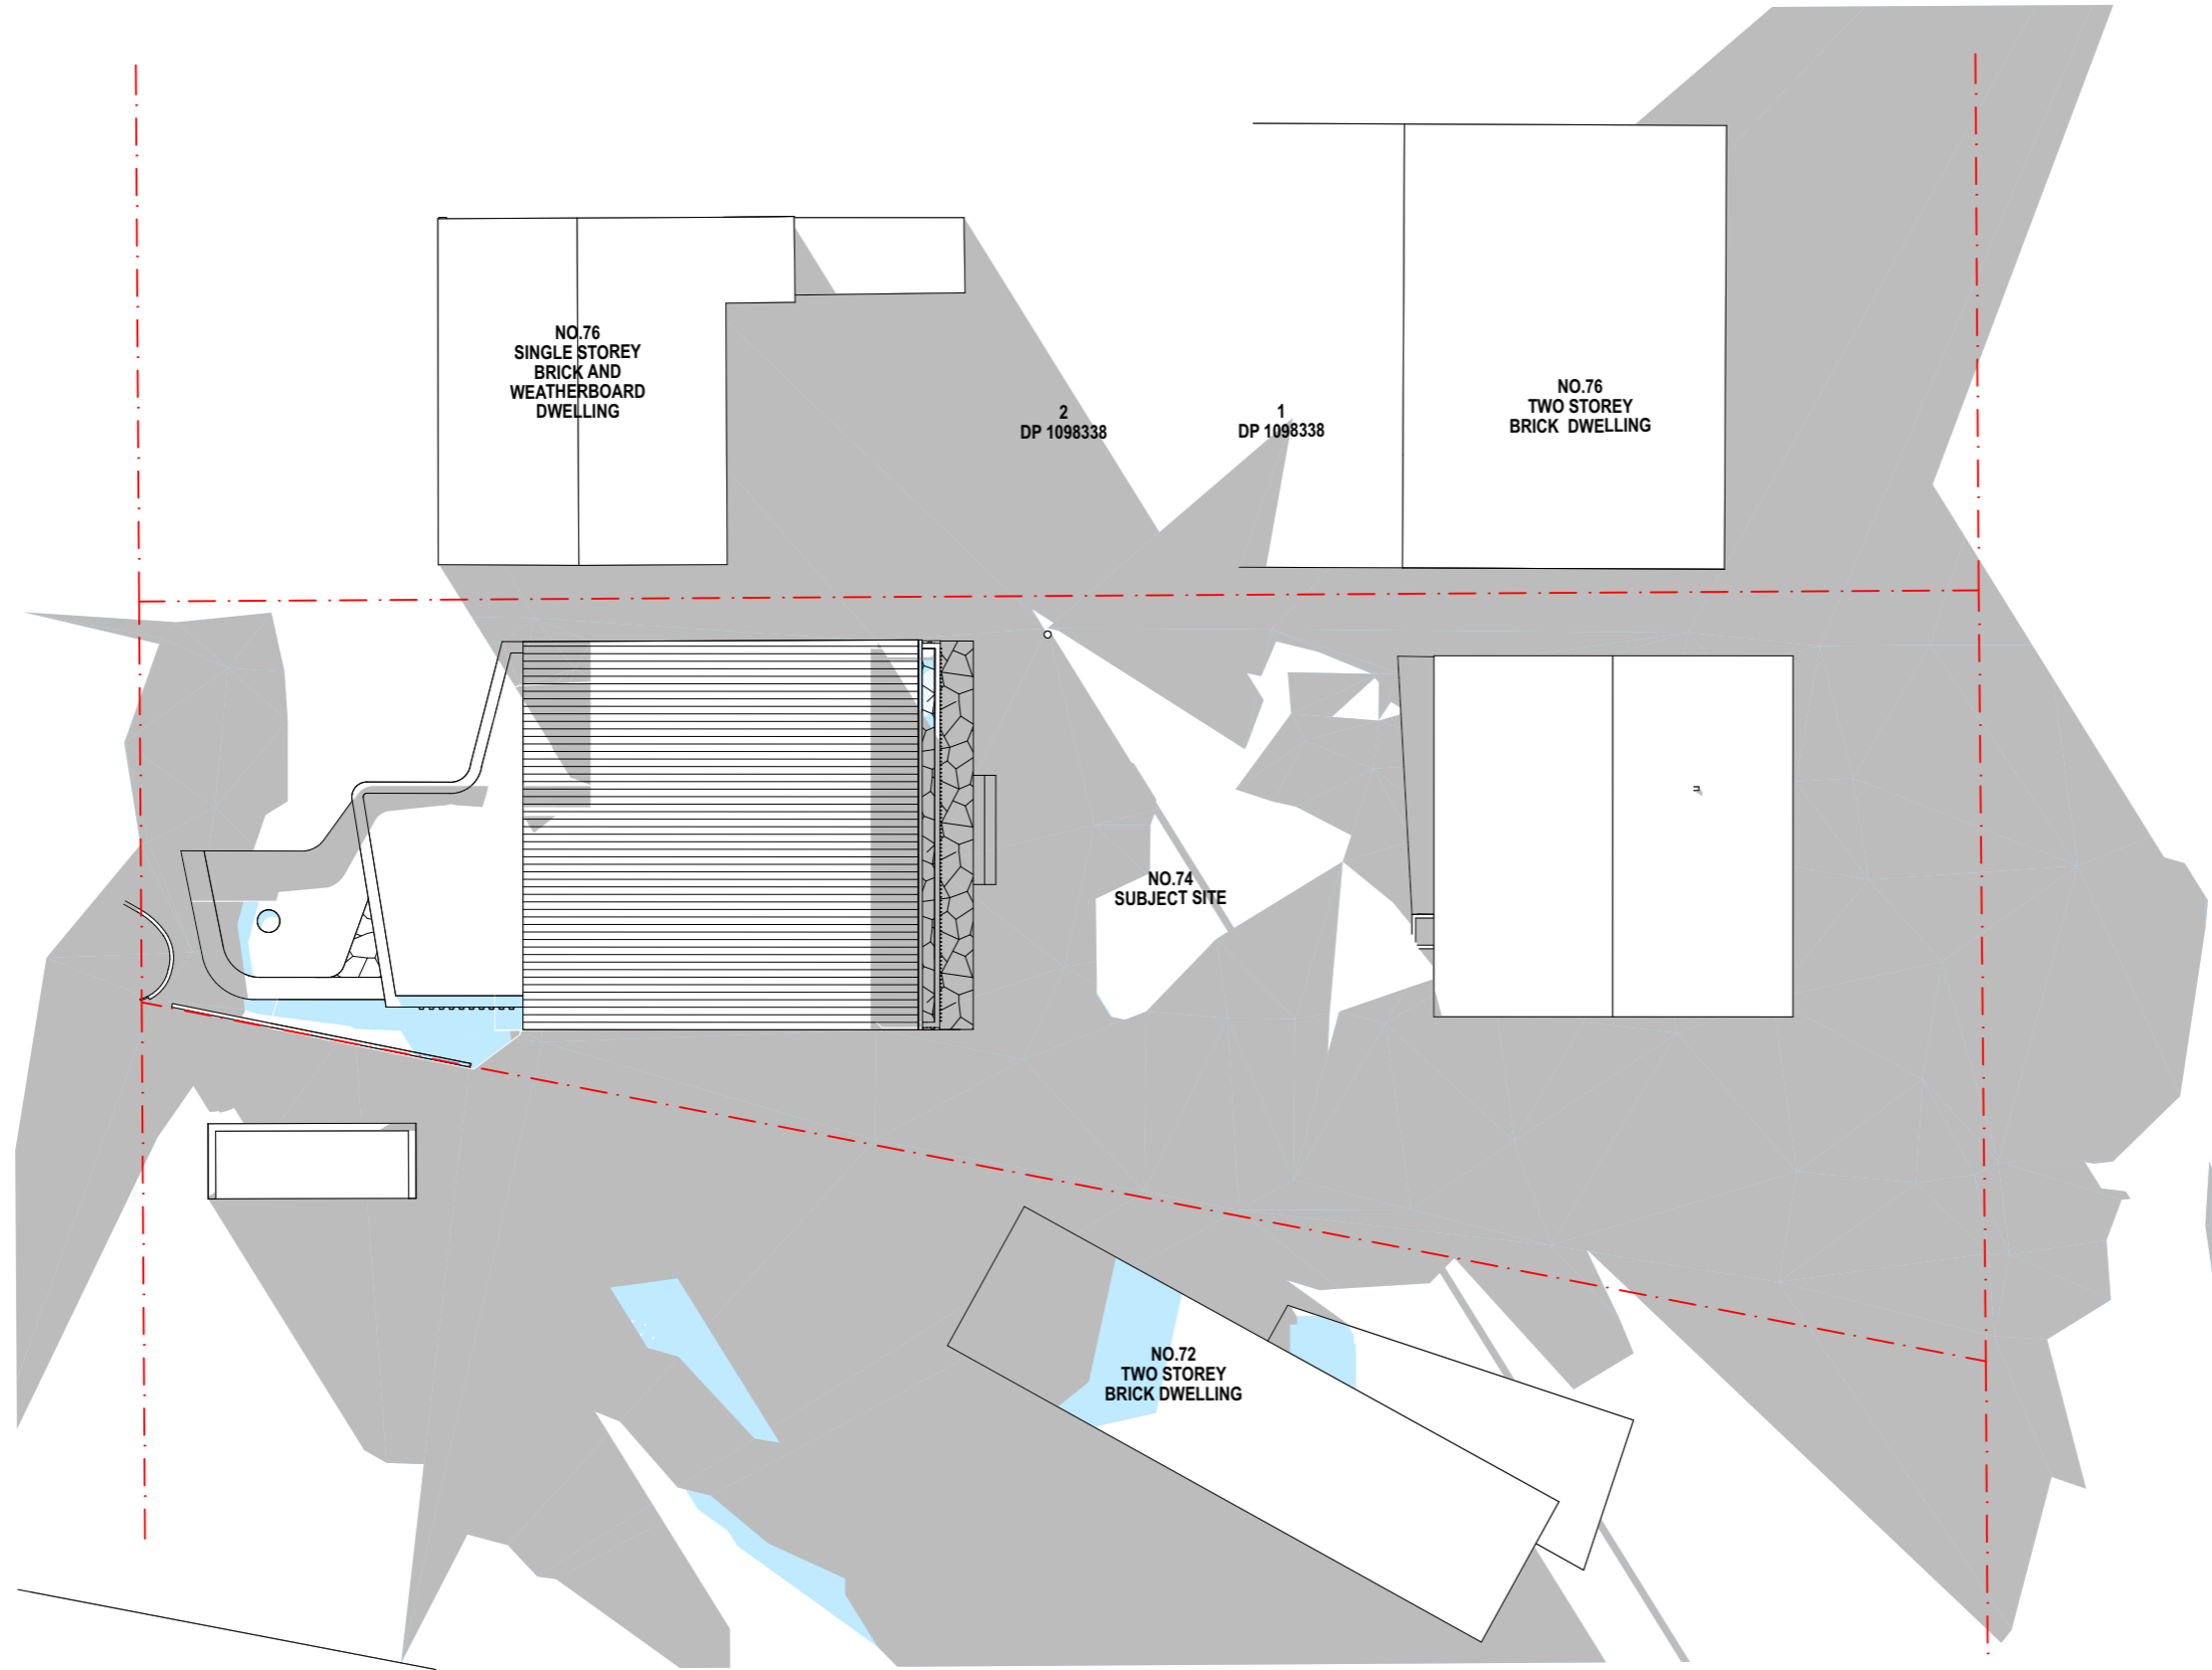 NO.76
SINGLE STOREY
BRICK AND
WEATHERBOARD
DWELLING
2
DP 1098338
1
DP 1098338
NO.76
TWO STOREY
BRICK DWELLING
NO.74
SUBJECT SITE
NO.72
TWO STOREY
BRICK DWELLING